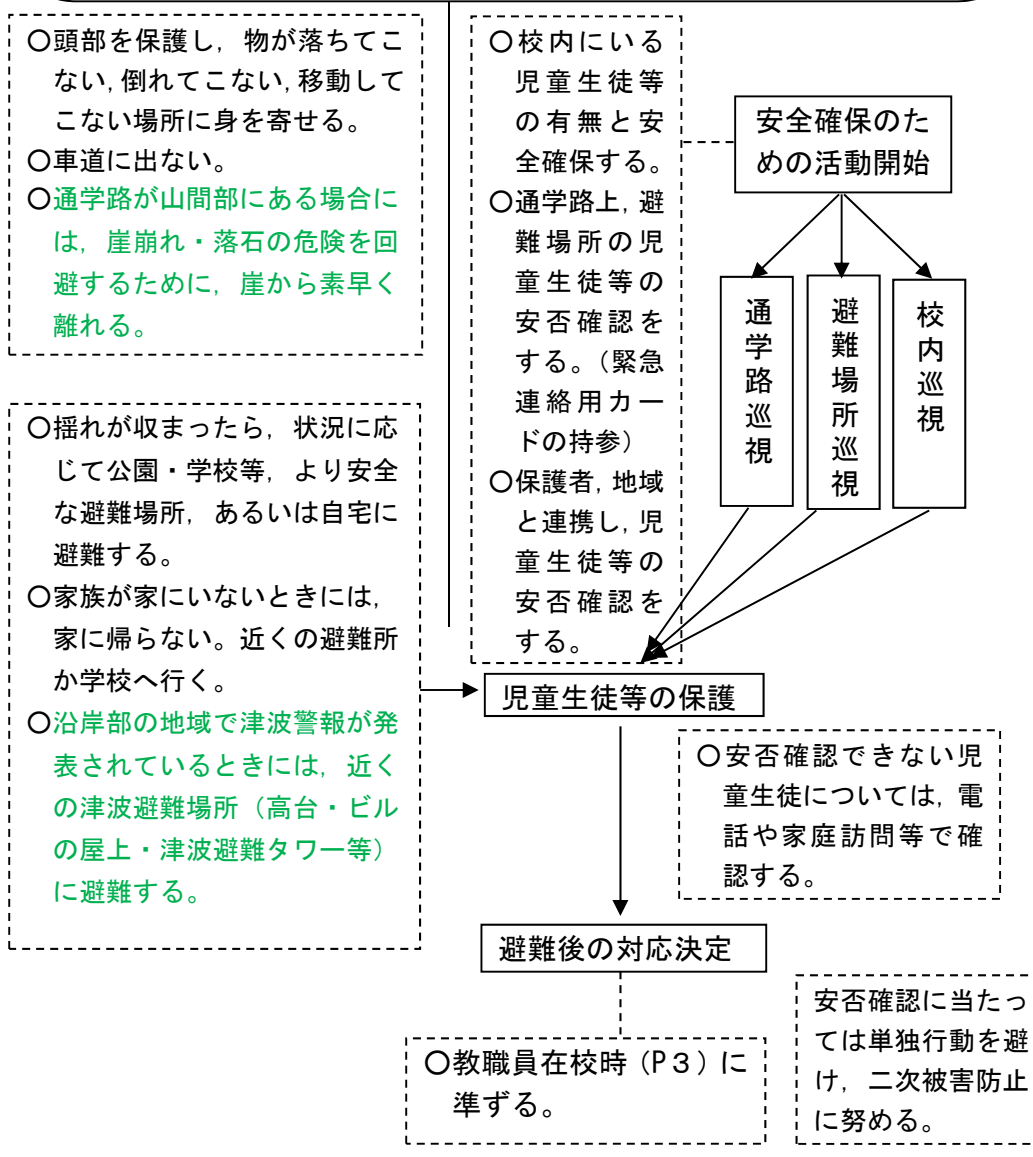 〇頭部を保護し，物が落ちてこ
ない，倒れてこない，移動して
こない場所に身を寄せる。
〇車道に出ない。
〇通学路が山間部にある場合に
は，崖崩れ・落石の危険を回
避するために，崖から素早く
離れる。
〇校内にいる
児童生徒等
の有無と安
全確保する。
〇通学路上，避
難場所の児
童生徒等の
安否確認を
する。（緊急
連絡用カー
ドの持参）
〇保護者，地域
と連携し，児
童生徒等の
安否確認を
する。
安全確保のた
めの活動開始
通学路巡視
避難場所巡視
校内巡視
〇揺れが収まったら，状況に応
じて公園・学校等，より安全
な避難場所，あるいは自宅に
避難する。
〇家族が家にいないときには，
家に帰らない。近くの避難所
か学校へ行く。
〇沿岸部の地域で津波警報が発
表されているときには，近く
の津波避難場所（高台・ビル
の屋上・津波避難タワー等）
に避難する。
児童生徒等の保護
〇安否確認できない児
童生徒については，電
話や家庭訪問等で確
認する。
避難後の対応決定
〇教職員在校時（P３）に
準ずる。
安否確認に当たっ
ては単独行動を避
け，二次被害防止
に努める。